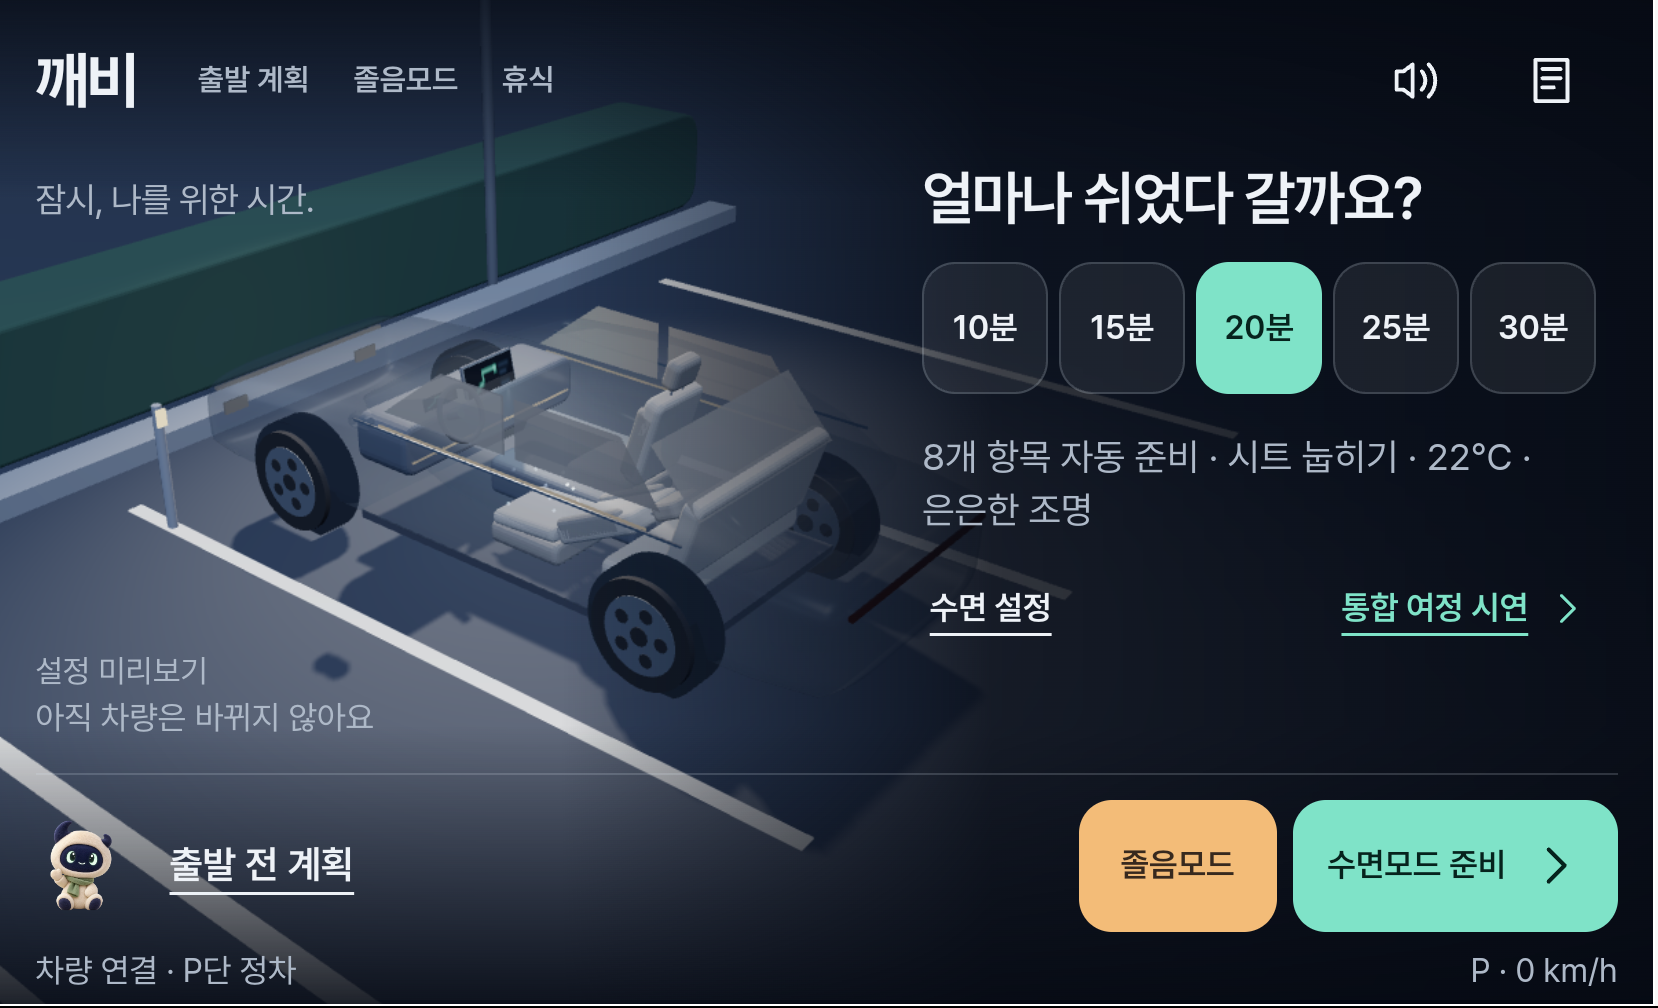 깨비
출발 계획
졸음모드
휴식
잠시, 나를 위한 시간.
얼마나 쉬었다 갈까요?
10분
15분
20분
25분
30분
8개 항목 자동 준비 · 시트 눕히기 · 22°C ·
은은한 조명
수면 설정
통합 여정 시연
설정 미리보기
아직 차량은 바뀌지 않아요
출발 전 계획
졸음모드
수면모드 준비
차량 연결 · P단 정차
P · 0 km/h